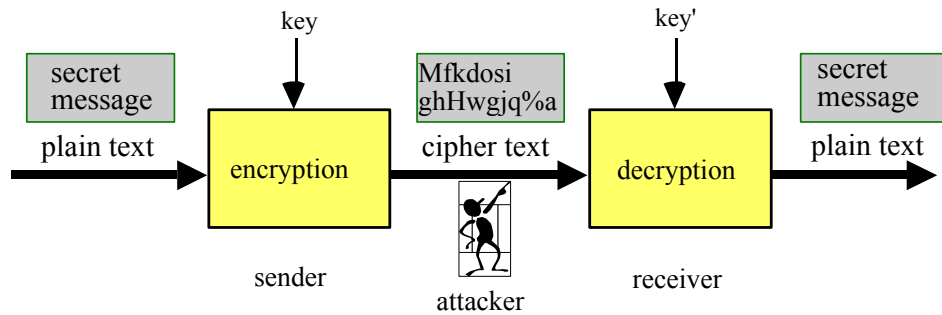 key
key'
secret
message
Mfkdosi
ghHwgjq%a
secret
message
plain text
cipher text
plain text
encryption
decryption
sender
receiver
attacker